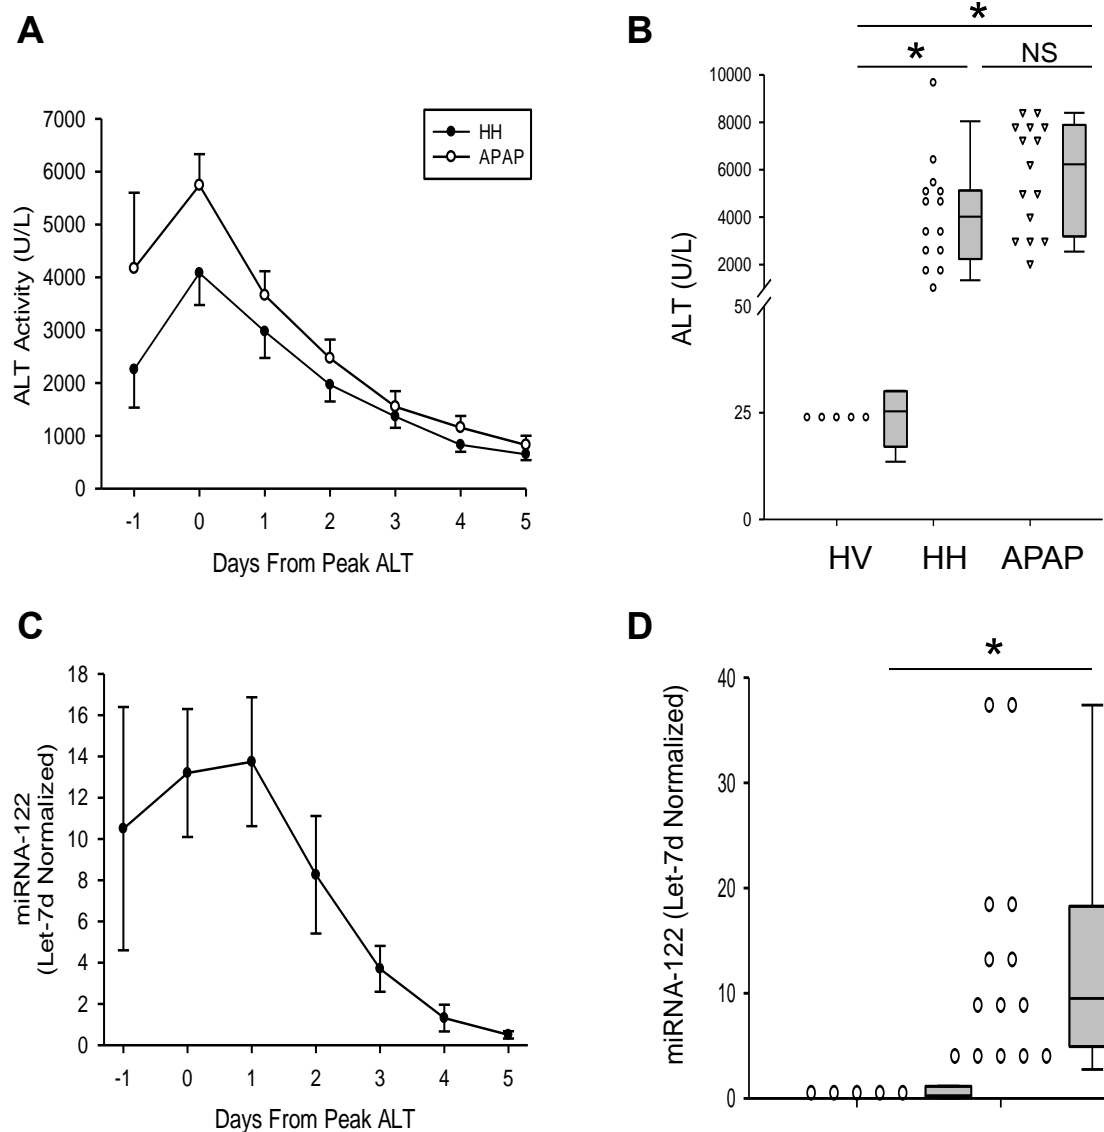 A
7000
6000
5000
4000
3000
2000
1000
0
ALT Activity (U/L)
HH
APAP
-1 0 1 2 3 4 5
Days From Peak ALT
B
*
* NS
10000
8000
6000
4000
2000
50
25
0
ALT (U/L)
HV HH APAP
C
18
16
14
12
10
8
6
4
2
0
miRNA-122
(Let-7d Normalized)
-1 0 1 2 3 4 5
Days From Peak ALT
D
*
40
30
20
10
0
miRNA-122 (Let-7d Normalized)